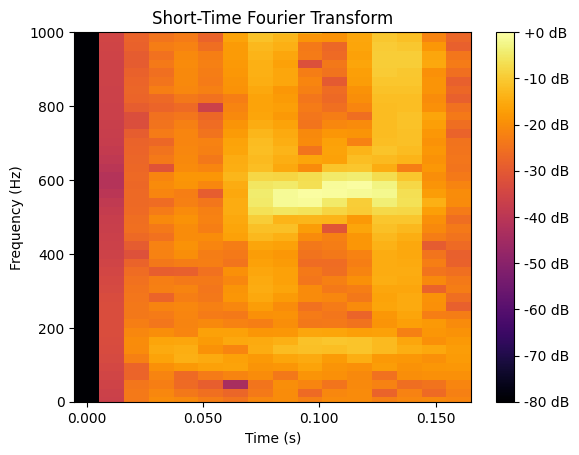 Short-Time Fourier Transform
1000
800
600
400
200
0
Frequency (Hz)
0.000
0.050
0.100
0.150
Time (s)
+0 dB
-10 dB
-20 dB
-30 dB
-40 dB
-50 dB
-60 dB
-70 dB
-80 dB